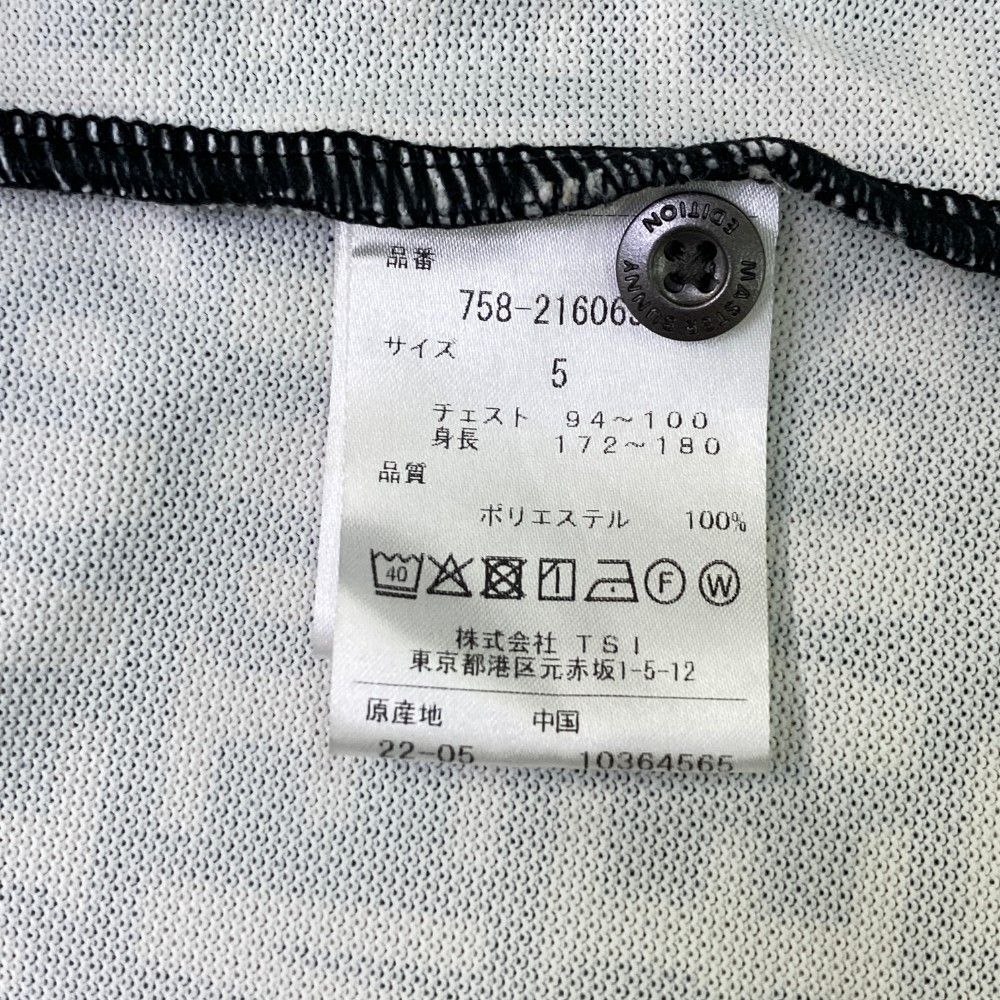 品番
758-21606
サイズ
5
チェスト 94～100
身長 172～180
品質
ポリエステル 100%
40
F W
株式会社 TSI
東京都港区元赤坂1-5-12
原産地 中国
22-05 10364565
MASTER BUNNY
EDITION